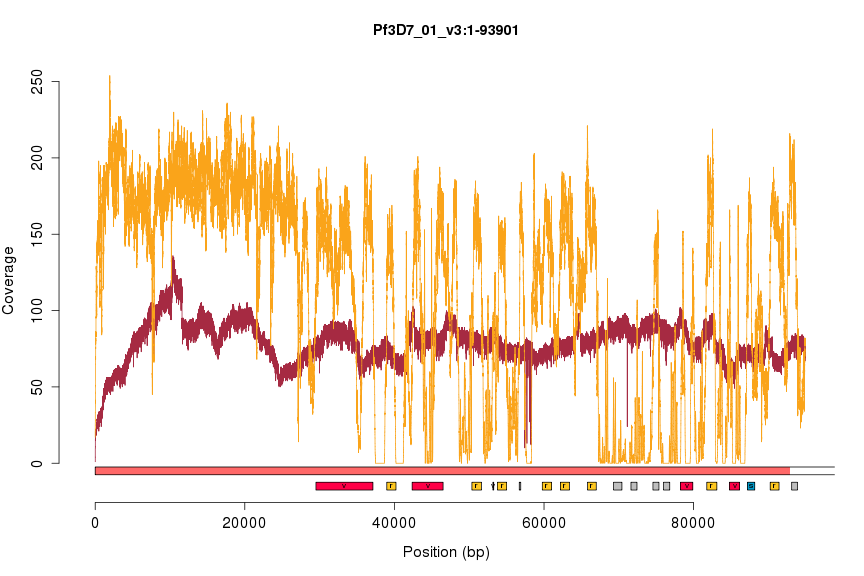 Pf3D7_01_v3:1-93901
250
200
150
100
50
0
Coverage
v r v r r r r r v r v r
0 20000 40000 60000 80000
Position (bp)